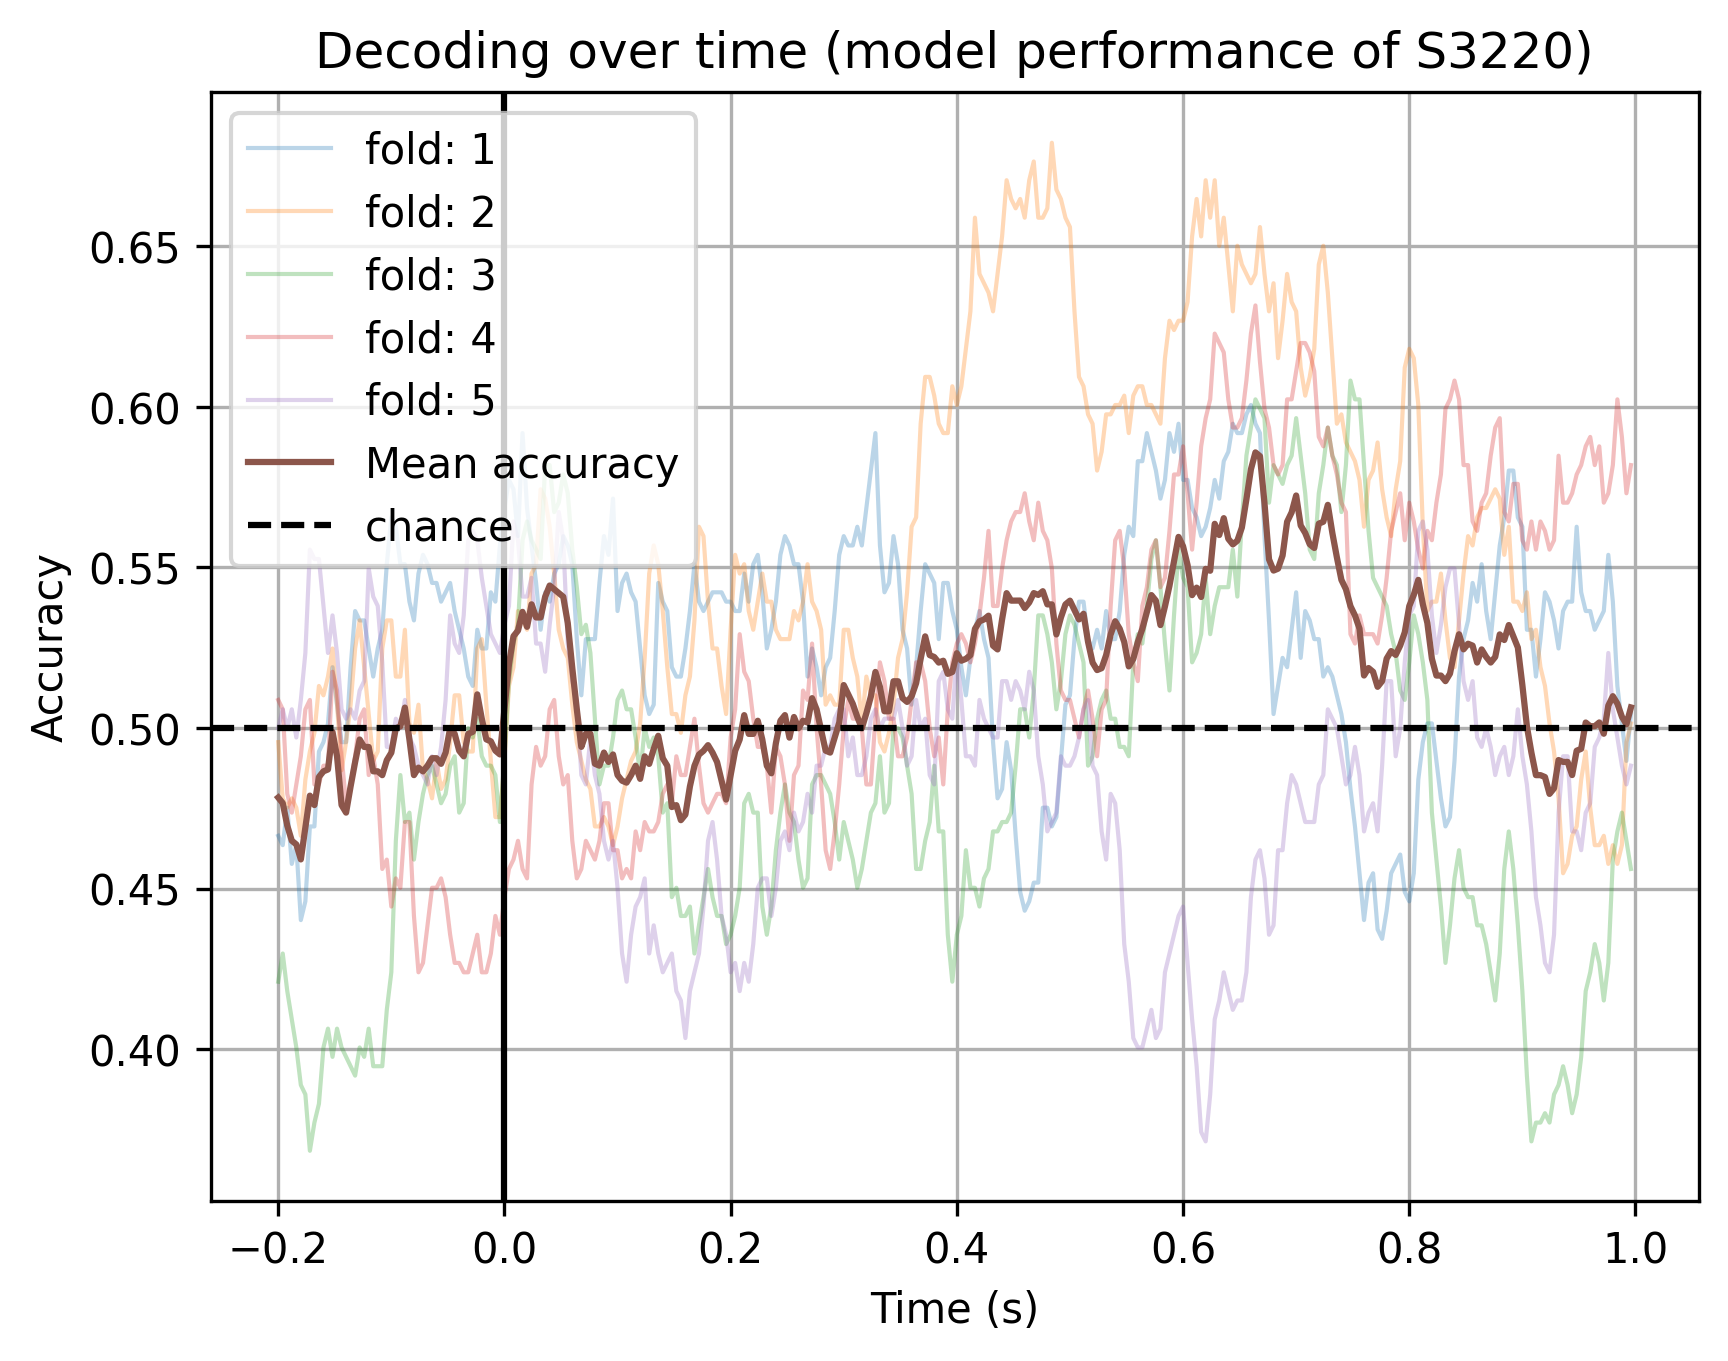 Decoding over time (model performance of S3220)
fold: 1
fold: 2
fold: 3
fold: 4
fold: 5
Mean accuracy
chance
Accuracy
0.65
0.60
0.55
0.50
0.45
0.40
−0.2 0.0 0.2 0.4 0.6 0.8 1.0
Time (s)